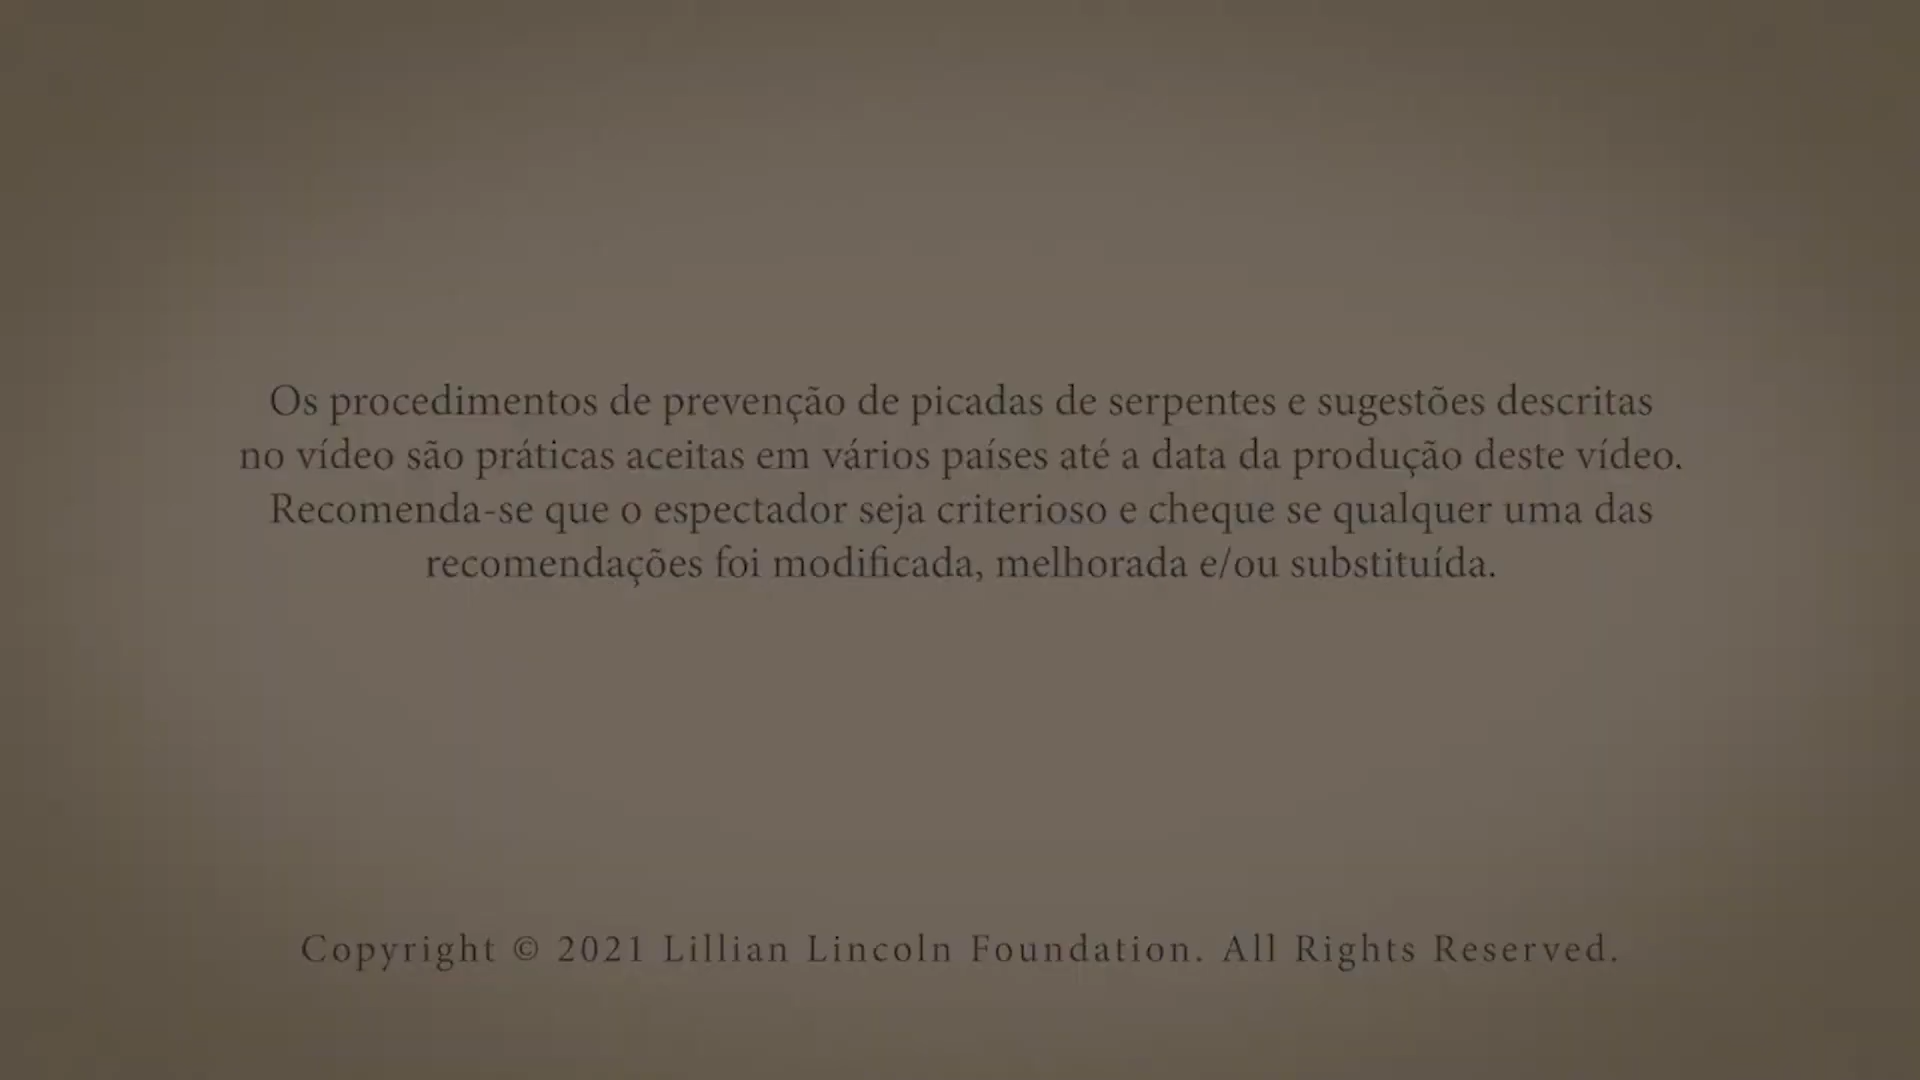 Os procedimentos de prevenção de picadas de serpentes e sugestões descritas
no vídeo são práticas aceitas em vários países até a data da produção deste vídeo.
Recomenda-se que o espectador seja criterioso e cheque se qualquer uma das
recomendações foi modificada, melhorada e/ou substituída.
Copyright © 2021 Lillian Lincoln Foundation. All Rights Reserved.